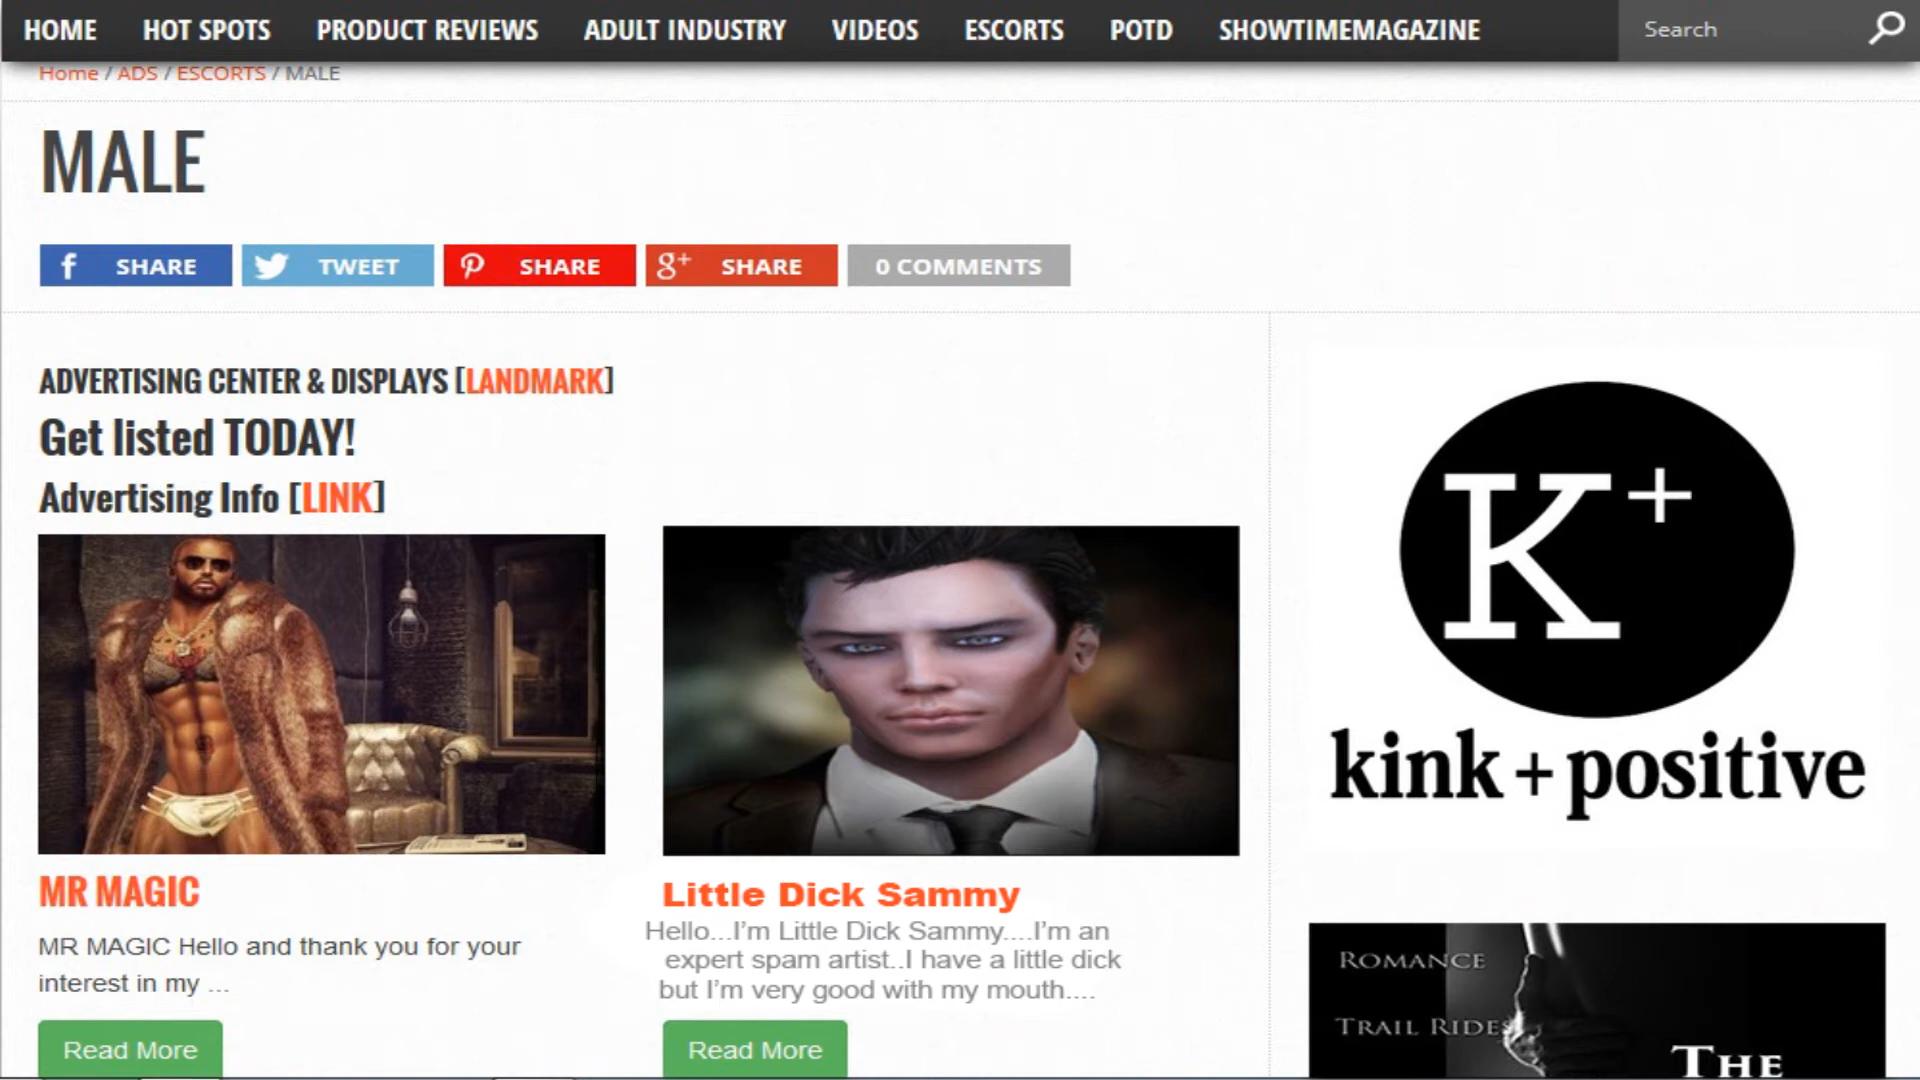 HOME HOT SPOTS PRODUCT REVIEWS ADULT INDUSTRY VIDEOS ESCORTS POTD SHOWTIMEMAGAZINE Search
Home / ADS / ESCORTS / MALE
MALE
f SHARE TWEET SHARE g+ SHARE 0 COMMENTS
ADVERTISING CENTER & DISPLAYS [LANDMARK]
Get listed TODAY!
Advertising Info [LINK]
MR MAGIC
MR MAGIC Hello and thank you for your
interest in my ...
Read More
Little Dick Sammy
Hello...I'm Little Dick Sammy....I'm an
expert spam artist..I have a little dick
but I'm very good with my mouth....
Read More
K+
kink + positive
ROMANCE
TRAIL RIDES
THE